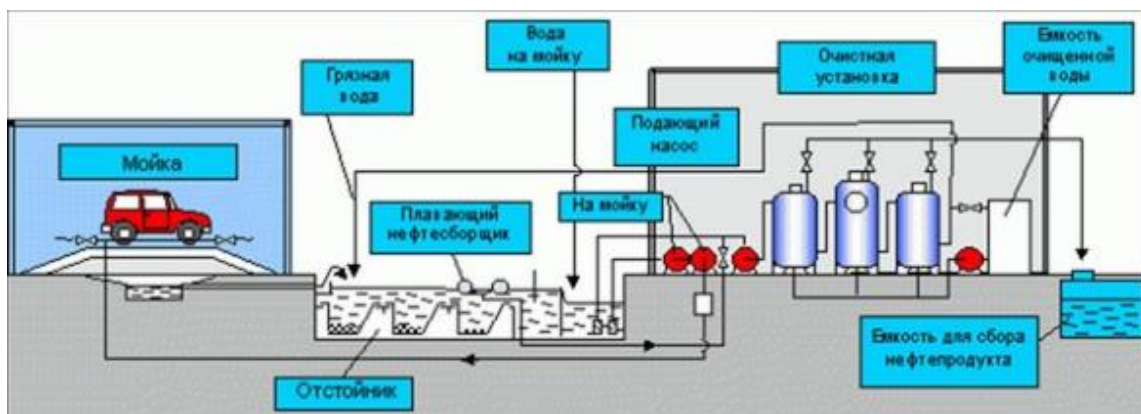 Вода
на мойку
Емкость
очищенной
воды
Очистная
установка
Грязная
вода
Подающий
насос
Мойка
На мойку
Плавающий
нефтесборщик
Емкость для сбора
нефтепродукта
Отстойник